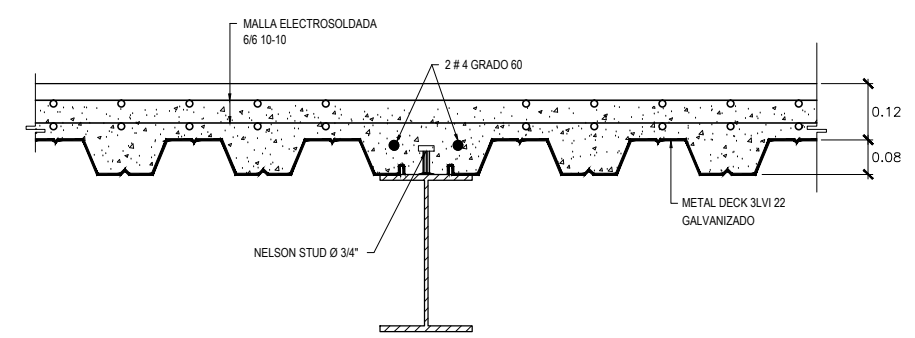 MALLA ELECTROSOLDADA
6/6 10-10
2 # 4 GRADO 60
0.12
0.08
METAL DECK 3LVI 22
GALVANIZADO
NELSON STUD Ø 3/4"